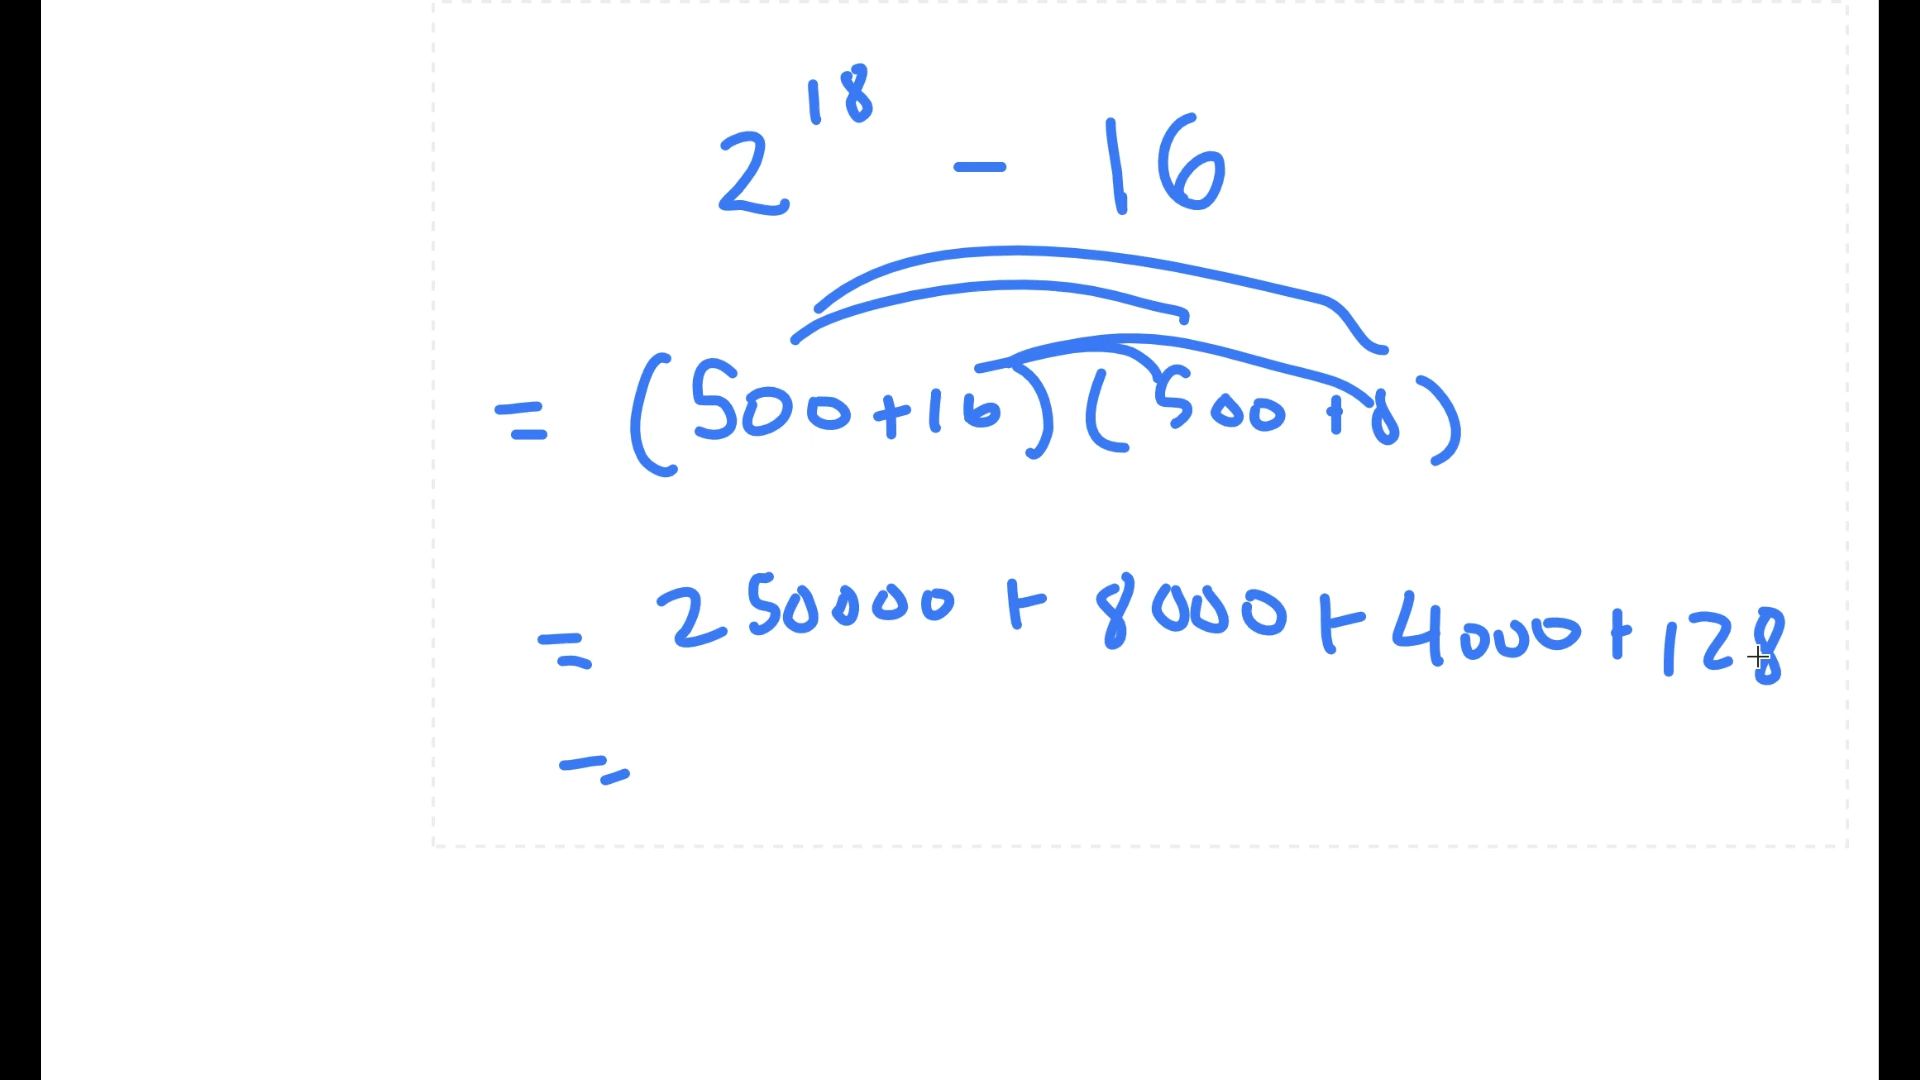 2^18 - 16
= (500+16)(500+8)
= 250000 + 8000 + 4000 + 128
=